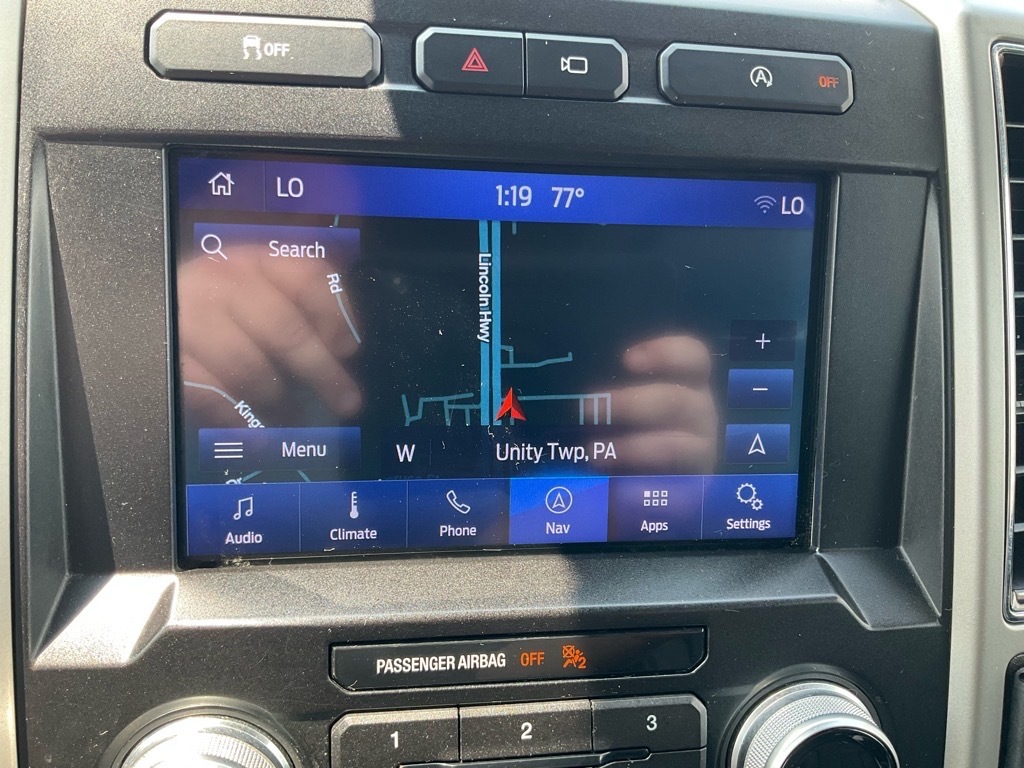 OFF
OFF
LO 1:19 77° LO
Search
Rd
Lincoln Hwy
Menu
W
Unity Twp, PA
+
−
Audio
Climate
Phone
Nav
Apps
Settings
PASSENGER AIRBAG OFF 2
1
2
3